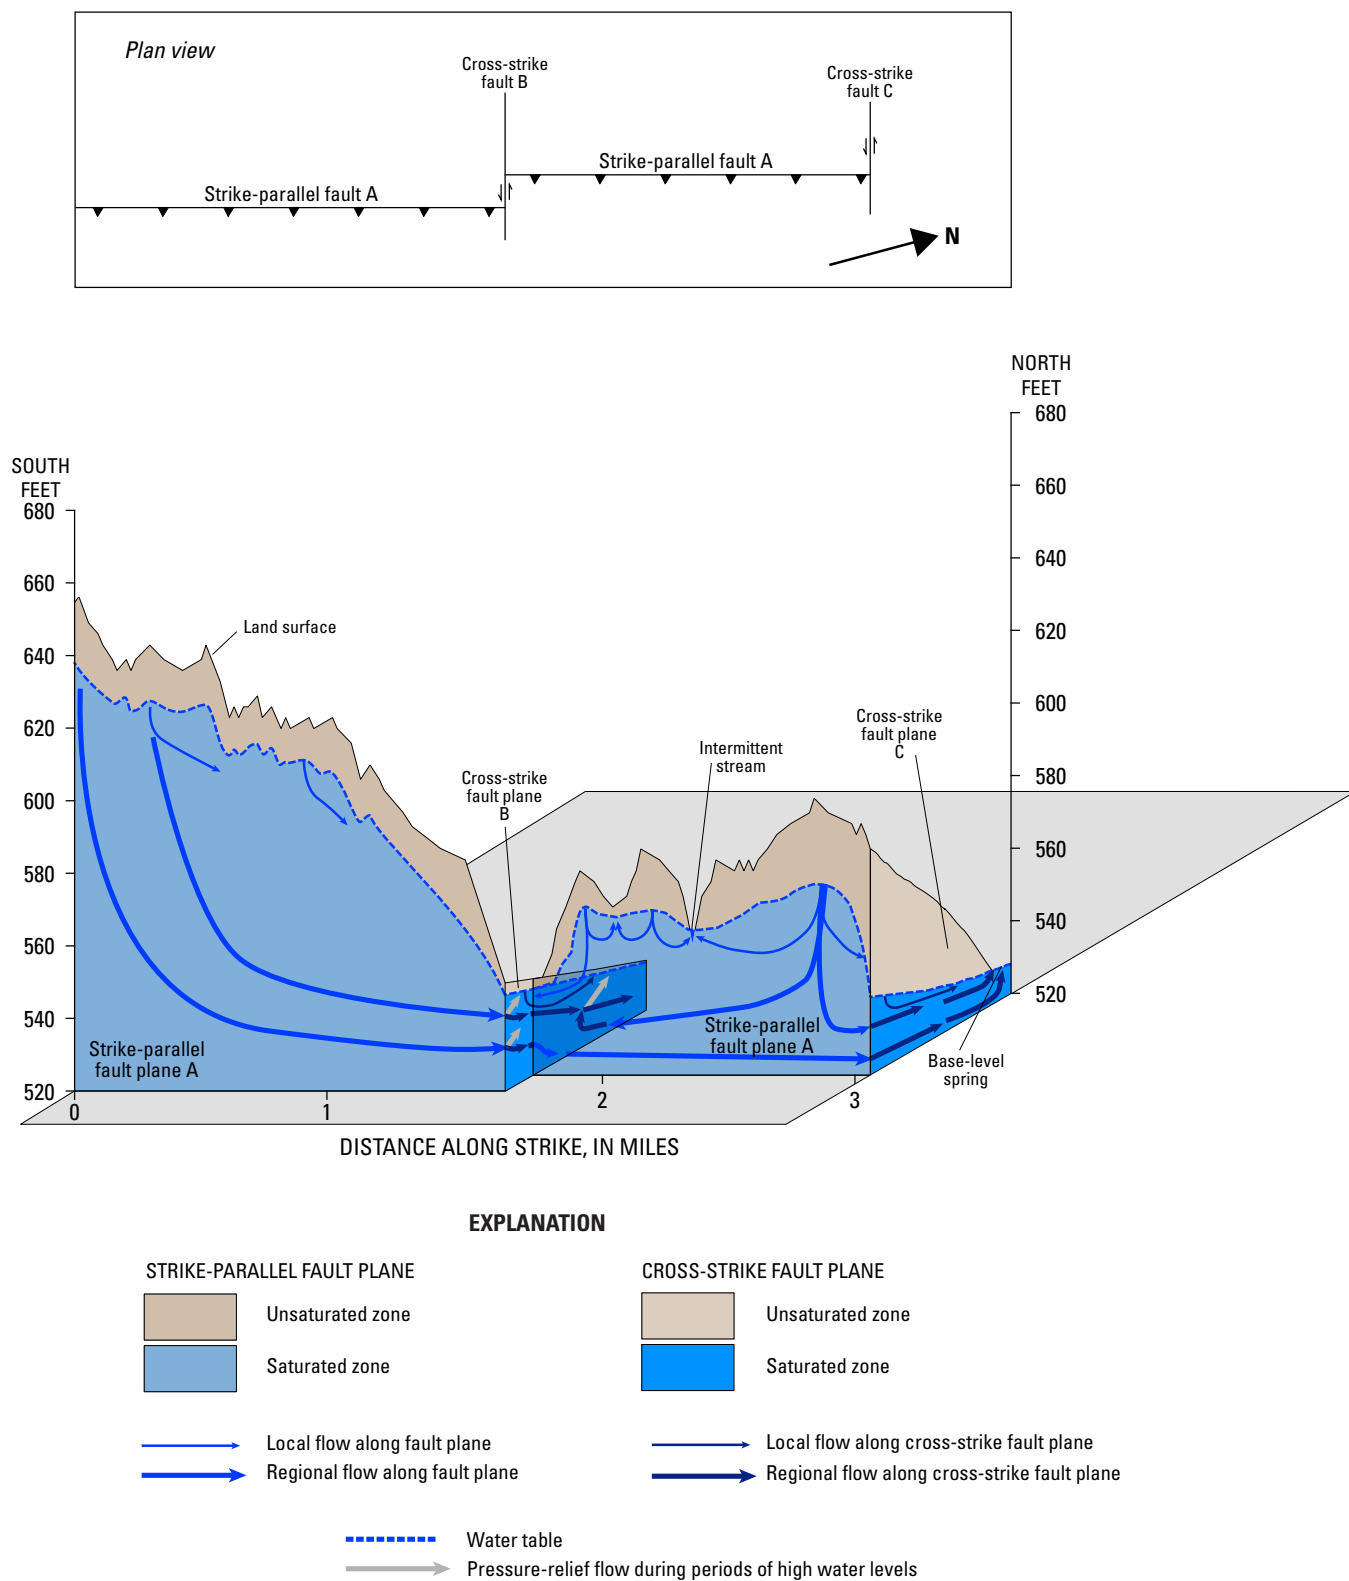 Plan view
Cross-strike
fault B
Cross-strike
fault C
Strike-parallel fault A
Strike-parallel fault A
N
NORTH
FEET
680
660
640
620
600
580
560
540
520
SOUTH
FEET
680
660
640
620
600
580
560
540
520
Land surface
Cross-strike
fault plane
B
Intermittent
stream
Cross-strike
fault plane
C
Strike-parallel
fault plane A
Strike-parallel
fault plane A
Base-level
spring
0
1
2
3
DISTANCE ALONG STRIKE, IN MILES
EXPLANATION
STRIKE-PARALLEL FAULT PLANE
Unsaturated zone
Saturated zone
Local flow along fault plane
Regional flow along fault plane
CROSS-STRIKE FAULT PLANE
Unsaturated zone
Saturated zone
Local flow along cross-strike fault plane
Regional flow along cross-strike fault plane
Water table
Pressure-relief flow during periods of high water levels